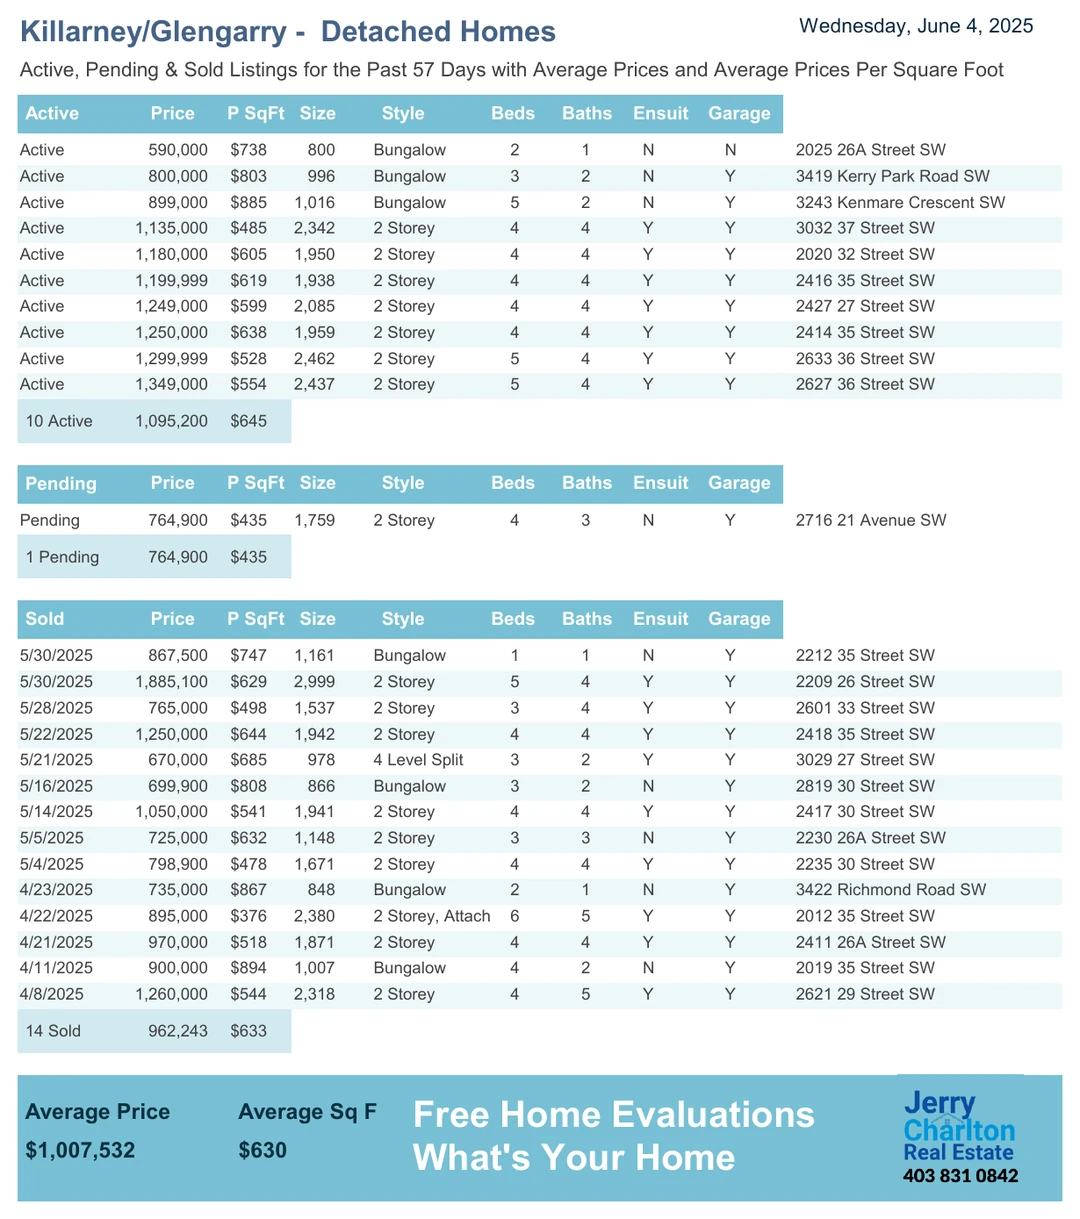 Killarney/Glengarry - Detached Homes
Wednesday, June 4, 2025
Active, Pending & Sold Listings for the Past 57 Days with Average Prices and Average Prices Per Square Foot
Active Price P SqFt Size Style Beds Baths Ensuit Garage
Active 590,000 $738 800 Bungalow 2 1 N N 2025 26A Street SW
Active 800,000 $803 996 Bungalow 3 2 N Y 3419 Kerry Park Road SW
Active 899,000 $885 1,016 Bungalow 5 2 N Y 3243 Kenmare Crescent SW
Active 1,135,000 $485 2,342 2 Storey 4 4 Y Y 3032 37 Street SW
Active 1,180,000 $605 1,950 2 Storey 4 4 Y Y 2020 32 Street SW
Active 1,199,999 $619 1,938 2 Storey 4 4 Y Y 2416 35 Street SW
Active 1,249,000 $599 2,085 2 Storey 4 4 Y Y 2427 27 Street SW
Active 1,250,000 $638 1,959 2 Storey 4 4 Y Y 2414 35 Street SW
Active 1,299,999 $528 2,462 2 Storey 5 4 Y Y 2633 36 Street SW
Active 1,349,000 $554 2,437 2 Storey 5 4 Y Y 2627 36 Street SW
10 Active 1,095,200 $645
Pending Price P SqFt Size Style Beds Baths Ensuit Garage
Pending 764,900 $435 1,759 2 Storey 4 3 N Y 2716 21 Avenue SW
1 Pending 764,900 $435
Sold Price P SqFt Size Style Beds Baths Ensuit Garage
5/30/2025 867,500 $747 1,161 Bungalow 1 1 N Y 2212 35 Street SW
5/30/2025 1,885,100 $629 2,999 2 Storey 5 4 Y Y 2209 26 Street SW
5/28/2025 765,000 $498 1,537 2 Storey 3 4 Y Y 2601 33 Street SW
5/22/2025 1,250,000 $644 1,942 2 Storey 4 4 Y Y 2418 35 Street SW
5/21/2025 670,000 $685 978 4 Level Split 3 2 Y Y 3029 27 Street SW
5/16/2025 699,900 $808 866 Bungalow 3 2 N Y 2819 30 Street SW
5/14/2025 1,050,000 $541 1,941 2 Storey 4 4 Y Y 2417 30 Street SW
5/5/2025 725,000 $632 1,148 2 Storey 3 3 N Y 2230 26A Street SW
5/4/2025 798,900 $478 1,671 2 Storey 4 4 Y Y 2235 30 Street SW
4/23/2025 735,000 $867 848 Bungalow 2 1 N Y 3422 Richmond Road SW
4/22/2025 895,000 $376 2,380 2 Storey, Attach 6 5 Y Y 2012 35 Street SW
4/21/2025 970,000 $518 1,871 2 Storey 4 4 Y Y 2411 26A Street SW
4/11/2025 900,000 $894 1,007 Bungalow 4 2 N Y 2019 35 Street SW
4/8/2025 1,260,000 $544 2,318 2 Storey 4 5 Y Y 2621 29 Street SW
14 Sold 962,243 $633
Average Price Average Sq F
$1,007,532 $630
Free Home Evaluations
What's Your Home
Jerry
Charlton
Real Estate
403 831 0842